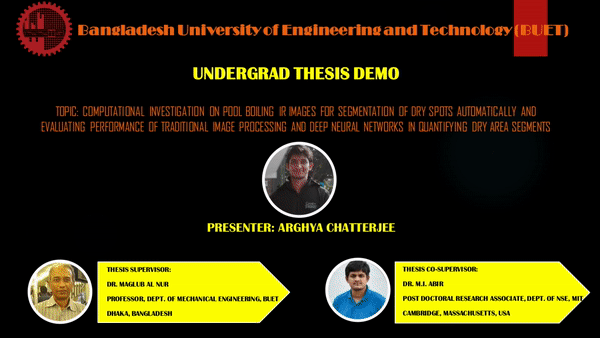 Bangladesh University of Engineering and Technology (BUET)
UNDERGRAD THESIS DEMO
TOPIC: COMPUTATIONAL INVESTIGATION ON POOL BOILING IR IMAGES FOR SEGMENTATION OF DRY SPOTS AUTOMATICALLY AND
EVALUATING PERFORMANCE OF TRADITIONAL IMAGE PROCESSING AND DEEP NEURAL NETWORKS IN QUANTIFYING DRY AREA SEGMENTS
PRESENTER: ARGHYA CHATTERJEE
THESIS SUPERVISOR:
DR. MAGLUB AL NUR
PROFESSOR, DEPT. OF MECHANICAL ENGINEERING, BUET
DHAKA, BANGLADESH
THESIS CO-SUPERVISOR:
DR. M.I. ABIR
POST DOCTORAL RESEARCH ASSOCIATE, DEPT. OF NSE, MIT
CAMBRIDGE, MASSACHUSETTS, USA